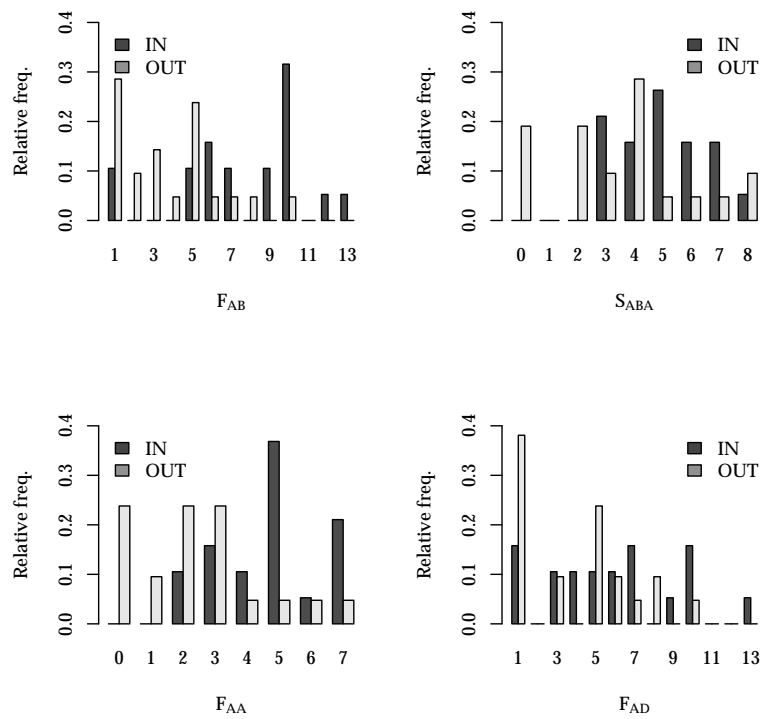 0.0 0.1 0.2 0.3 0.4
Relative freq.
IN
OUT
1 3 5 7 9 11 13
F_AB
0.0 0.1 0.2 0.3 0.4
Relative freq.
IN
OUT
0 1 2 3 4 5 6 7 8
S_ABA
0.0 0.1 0.2 0.3 0.4
Relative freq.
IN
OUT
0 1 2 3 4 5 6 7
F_AA
0.0 0.1 0.2 0.3 0.4
Relative freq.
IN
OUT
1 3 5 7 9 11 13
F_AD